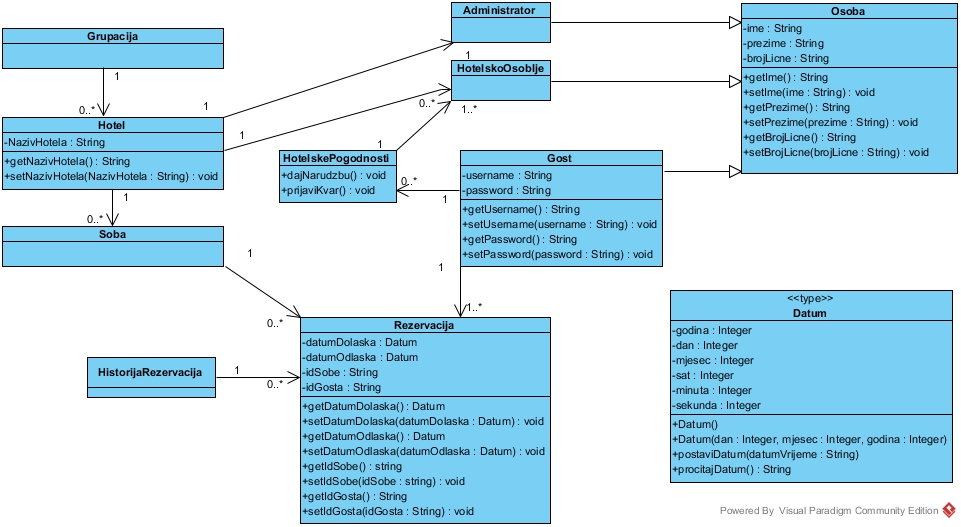 Grupacija
1
0..*
Hotel
-NazivHotela : String
+getNazivHotela() : String
+setNazivHotela(NazivHotela : String) : void
1
0..*
Soba
1
0..*
1
1
Administrator
1
0..*
HotelskoOsoblje
1..*
1
HotelskePogodnosti
+dajNarudzbu() : void
+prijaviKvar() : void
0..*
1
Gost
-username : String
-password : String
+getUsername() : String
+setUsername(username : String) : void
+getPassword() : String
+setPassword(password : String) : void
1
1..*
Osoba
-ime : String
-prezime : String
-brojLicne : String
+getIme() : String
+setIme(ime : String) : void
+getPrezime() : String
+setPrezime(prezime : String) : void
+getBrojLicne() : String
+setBrojLicne(brojLicne : String) : void
HistorijaRezervacija
1
0..*
Rezervacija
-datumDolaska : Datum
-datumOdlaska : Datum
-idSobe : String
-idGosta : String
+getDatumDolaska() : Datum
+setDatumDolaska(datumDolaska : Datum) : void
+getDatumOdlaska() : Datum
+setDatumOdlaska(datumOdlaska : Datum) : void
+getIdSobe() : string
+setIdSobe(idSobe : string) : void
+getIdGosta() : String
+setIdGosta(idGosta : String) : void
<<type>>
Datum
-godina : Integer
-dan : Integer
-mjesec : Integer
-sat : Integer
-minuta : Integer
-sekunda : Integer
+Datum()
+Datum(dan : Integer, mjesec : Integer, godina : Integer)
+postaviDatum(datumVrijeme : String)
+procitajDatum() : String
Powered By Visual Paradigm Community Edition